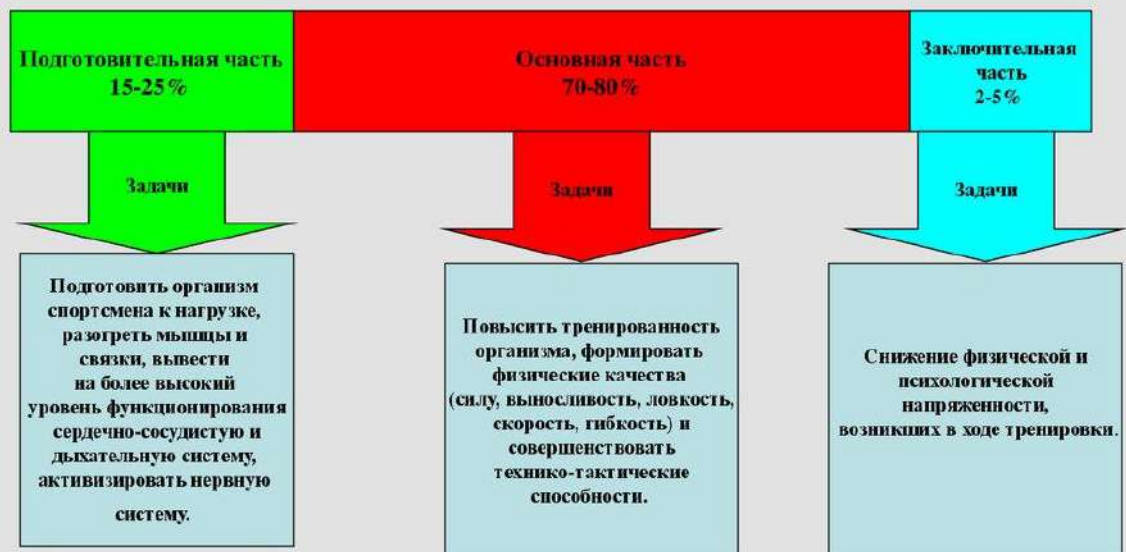 Подготовительная часть
15-25%
Основная часть
70-80%
Заключительная
часть
2-5%
Задачи
Задачи
Задачи
Подготовить организм
спортсмена к нагрузке,
разогреть мышцы и
связки, вывести
на более высокий
уровень функционирования
сердечно-сосудистую и
дыхательную систему,
активизировать нервную
систему.
Повысить тренированность
организма, формировать
физические качества
(силу, выносливость, ловкость,
скорость, гибкость) и
совершенствовать
технико-тактические
способности.
Снижение физической и
психологической
напряженности,
возникших в ходе тренировки.